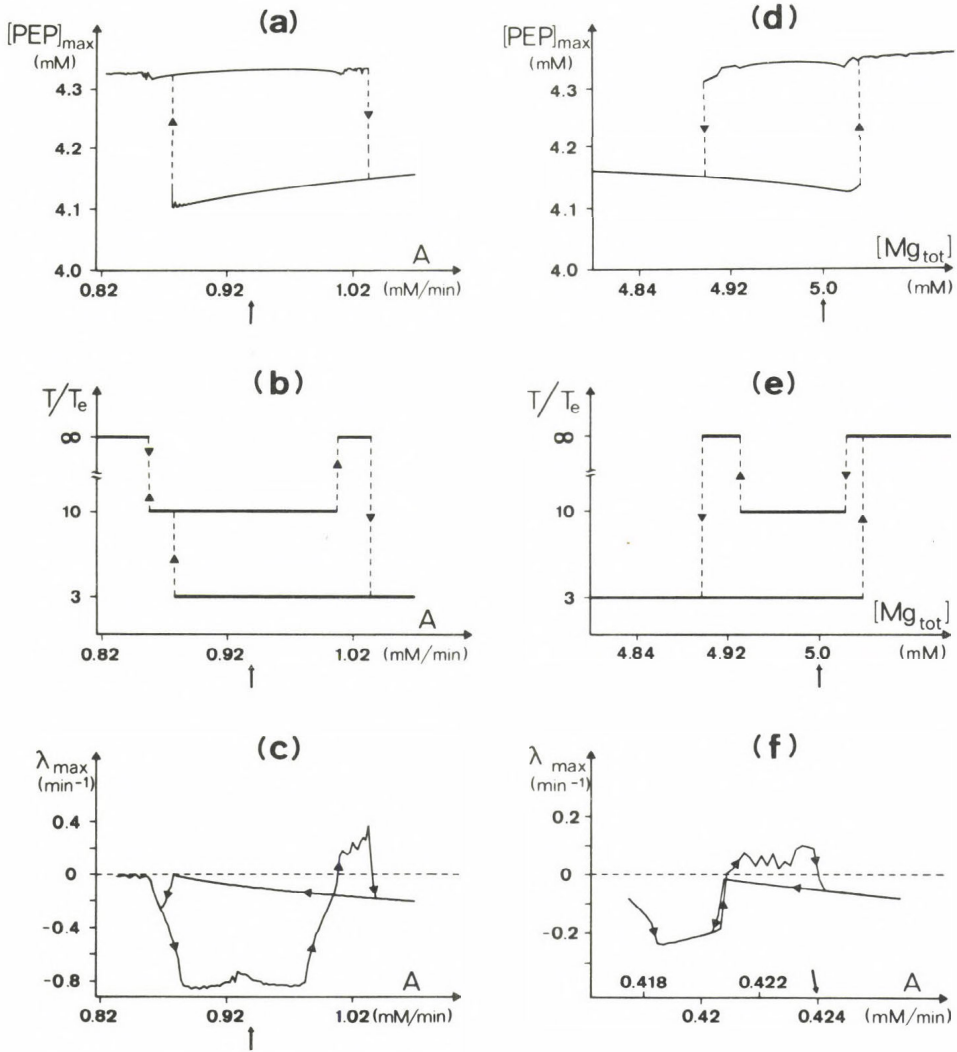 (a)
[PEP]max
(mM)
4.3
4.2
4.1
4.0
0.82
0.92
1.02
(mM/min)
A
(d)
[PEP]max
(mM)
4.3
4.2
4.1
4.0
4.84
4.92
5.0
(mM)
[Mgtot]
(b)
T/Te
∞
10
3
0.82
0.92
1.02
(mM/min)
A
(e)
T/Te
∞
10
3
4.84
4.92
5.0
(mM)
[Mgtot]
(c)
λmax
(min-1)
0.4
0
-0.4
-0.8
0.82
0.92
1.02
(mM/min)
A
(f)
λmax
(min-1)
0.2
0
-0.2
0.418
0.422
0.42
0.424
(mM/min)
A